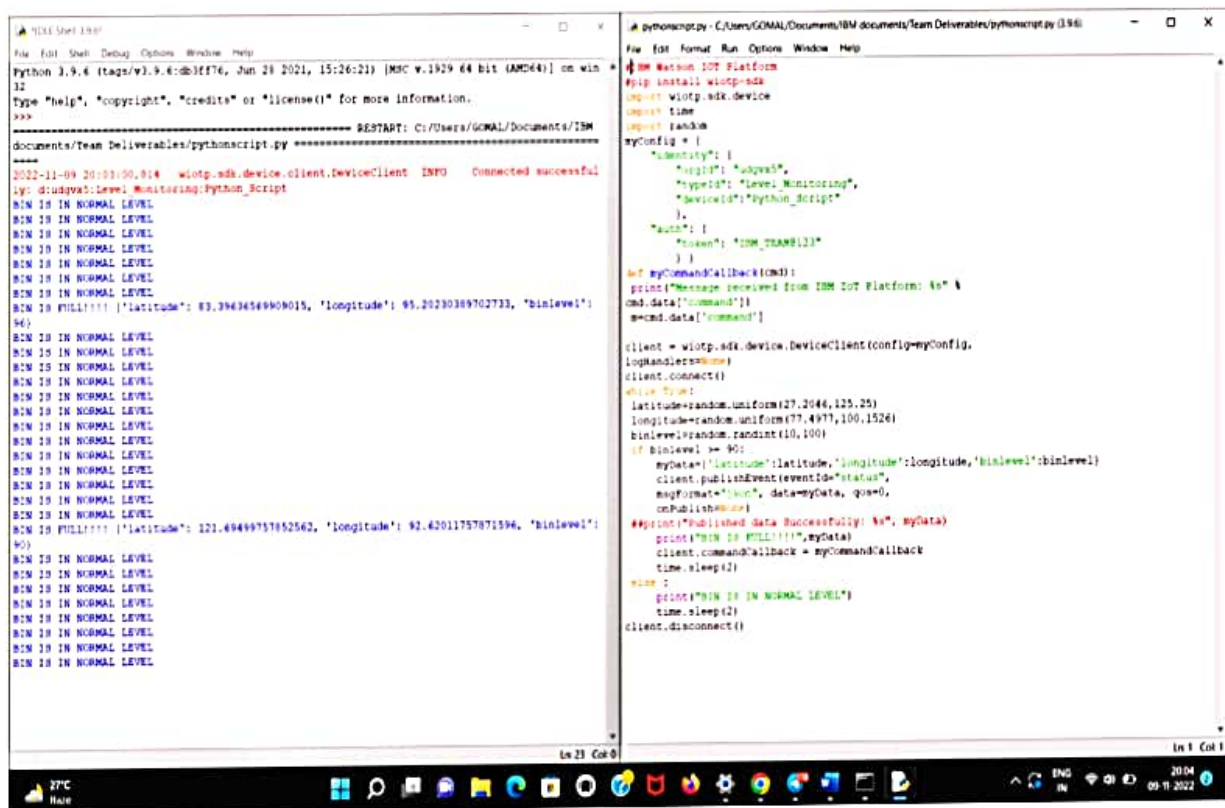 *IDLE Shell 3.9.6*
File Edit Shell Debug Options Window Help
Python 3.9.6 (tags/v3.9.6:db3ff76, Jun 28 2021, 15:26:21) [MSC v.1929 64 bit (AMD64)] on win
32
Type "help", "copyright", "credits" or "license()" for more information.
>>>
=================================================== RESTART: C:/Users/GOMAL/Documents/IBM
documents/Team Deliverables/pythonscript.py ==============================================
====
2022-11-09 20:03:00,814 wiotp.sdk.device.client.DeviceClient INFO Connected successful
ly: d:udqvx5:Level_Monitoring:Python_Script
BIN IS IN NORMAL LEVEL
BIN IS IN NORMAL LEVEL
BIN IS IN NORMAL LEVEL
BIN IS IN NORMAL LEVEL
BIN IS IN NORMAL LEVEL
BIN IS IN NORMAL LEVEL
BIN IS IN NORMAL LEVEL
BIN IS FULL!!!! {'latitude': 83.39636569909015, 'longitude': 95.20230389702733, 'binlevel':
96}
BIN IS IN NORMAL LEVEL
BIN IS IN NORMAL LEVEL
BIN IS IN NORMAL LEVEL
BIN IS IN NORMAL LEVEL
BIN IS IN NORMAL LEVEL
BIN IS IN NORMAL LEVEL
BIN IS IN NORMAL LEVEL
BIN IS IN NORMAL LEVEL
BIN IS IN NORMAL LEVEL
BIN IS IN NORMAL LEVEL
BIN IS IN NORMAL LEVEL
BIN IS IN NORMAL LEVEL
BIN IS IN NORMAL LEVEL
BIN IS FULL!!!! {'latitude': 121.69499757852562, 'longitude': 92.62011757871596, 'binlevel':
90}
BIN IS IN NORMAL LEVEL
BIN IS IN NORMAL LEVEL
BIN IS IN NORMAL LEVEL
BIN IS IN NORMAL LEVEL
BIN IS IN NORMAL LEVEL
BIN IS IN NORMAL LEVEL
BIN IS IN NORMAL LEVEL
BIN IS IN NORMAL LEVEL
Ln 23 Col 0
pythonscript.py - C:/Users/GOMAL/Documents/IBM documents/Team Deliverables/pythonscript.py (3.9.6)
File Edit Format Run Options Window Help
#IBM Watson IOT Platform
#pip install wiotp-sdk
import wiotp.sdk.device
import time
import random
myConfig = {
"identity": {
"orgId": "udqvx5",
"typeId": "Level_Monitoring",
"deviceId":"Python_Script"
},
"auth": {
"token": "IBM_TEAM@123"
} }
def myCommandCallback(cmd):
print("Message received from IBM IoT Platform: %s" %
cmd.data['command'])
m=cmd.data['command']
client = wiotp.sdk.device.DeviceClient(config=myConfig,
logHandlers=None)
client.connect()
while True:
latitude=random.uniform(27.2046,125.25)
longitude=random.uniform(77.4977,100.1526)
binlevel=random.randint(10,100)
if binlevel >= 90:
myData={'latitude':latitude,'longitude':longitude,'binlevel':binlevel}
client.publishEvent(eventId="status",
msgFormat="json", data=myData, qos=0,
onPublish=None)
##print("Published data Successfully: %s", myData)
print("BIN IS FULL!!!!",myData)
client.commandCallback = myCommandCallback
time.sleep(2)
else :
print("BIN IS IN NORMAL LEVEL")
time.sleep(2)
client.disconnect()
Ln 1 Col 1
27°C
Haze
ENG
IN
20:04
09-11-2022